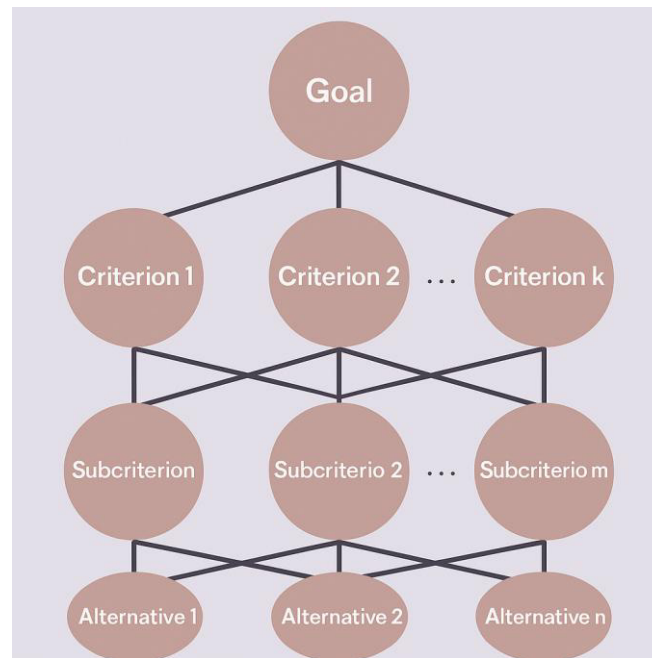 Goal
Criterion 1
Criterion 2
...
Criterion k
Subcriterion
Subcriterio 2
...
Subcriterio m
Alternative 1
Alternative 2
Alternative n